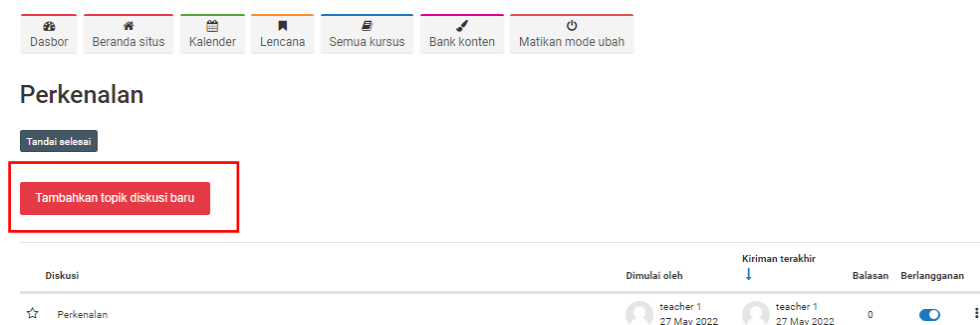 Dasbor Beranda situs Kalender Lencana Semua kursus Bank konten Matikan mode ubah
Perkenalan
Tandai selesai
Tambahkan topik diskusi baru
Diskusi Dimulai oleh Kiriman terakhir ↓ Balasan Berlangganan
Perkenalan teacher 1 teacher 1 0
27 May 2022 27 May 2022